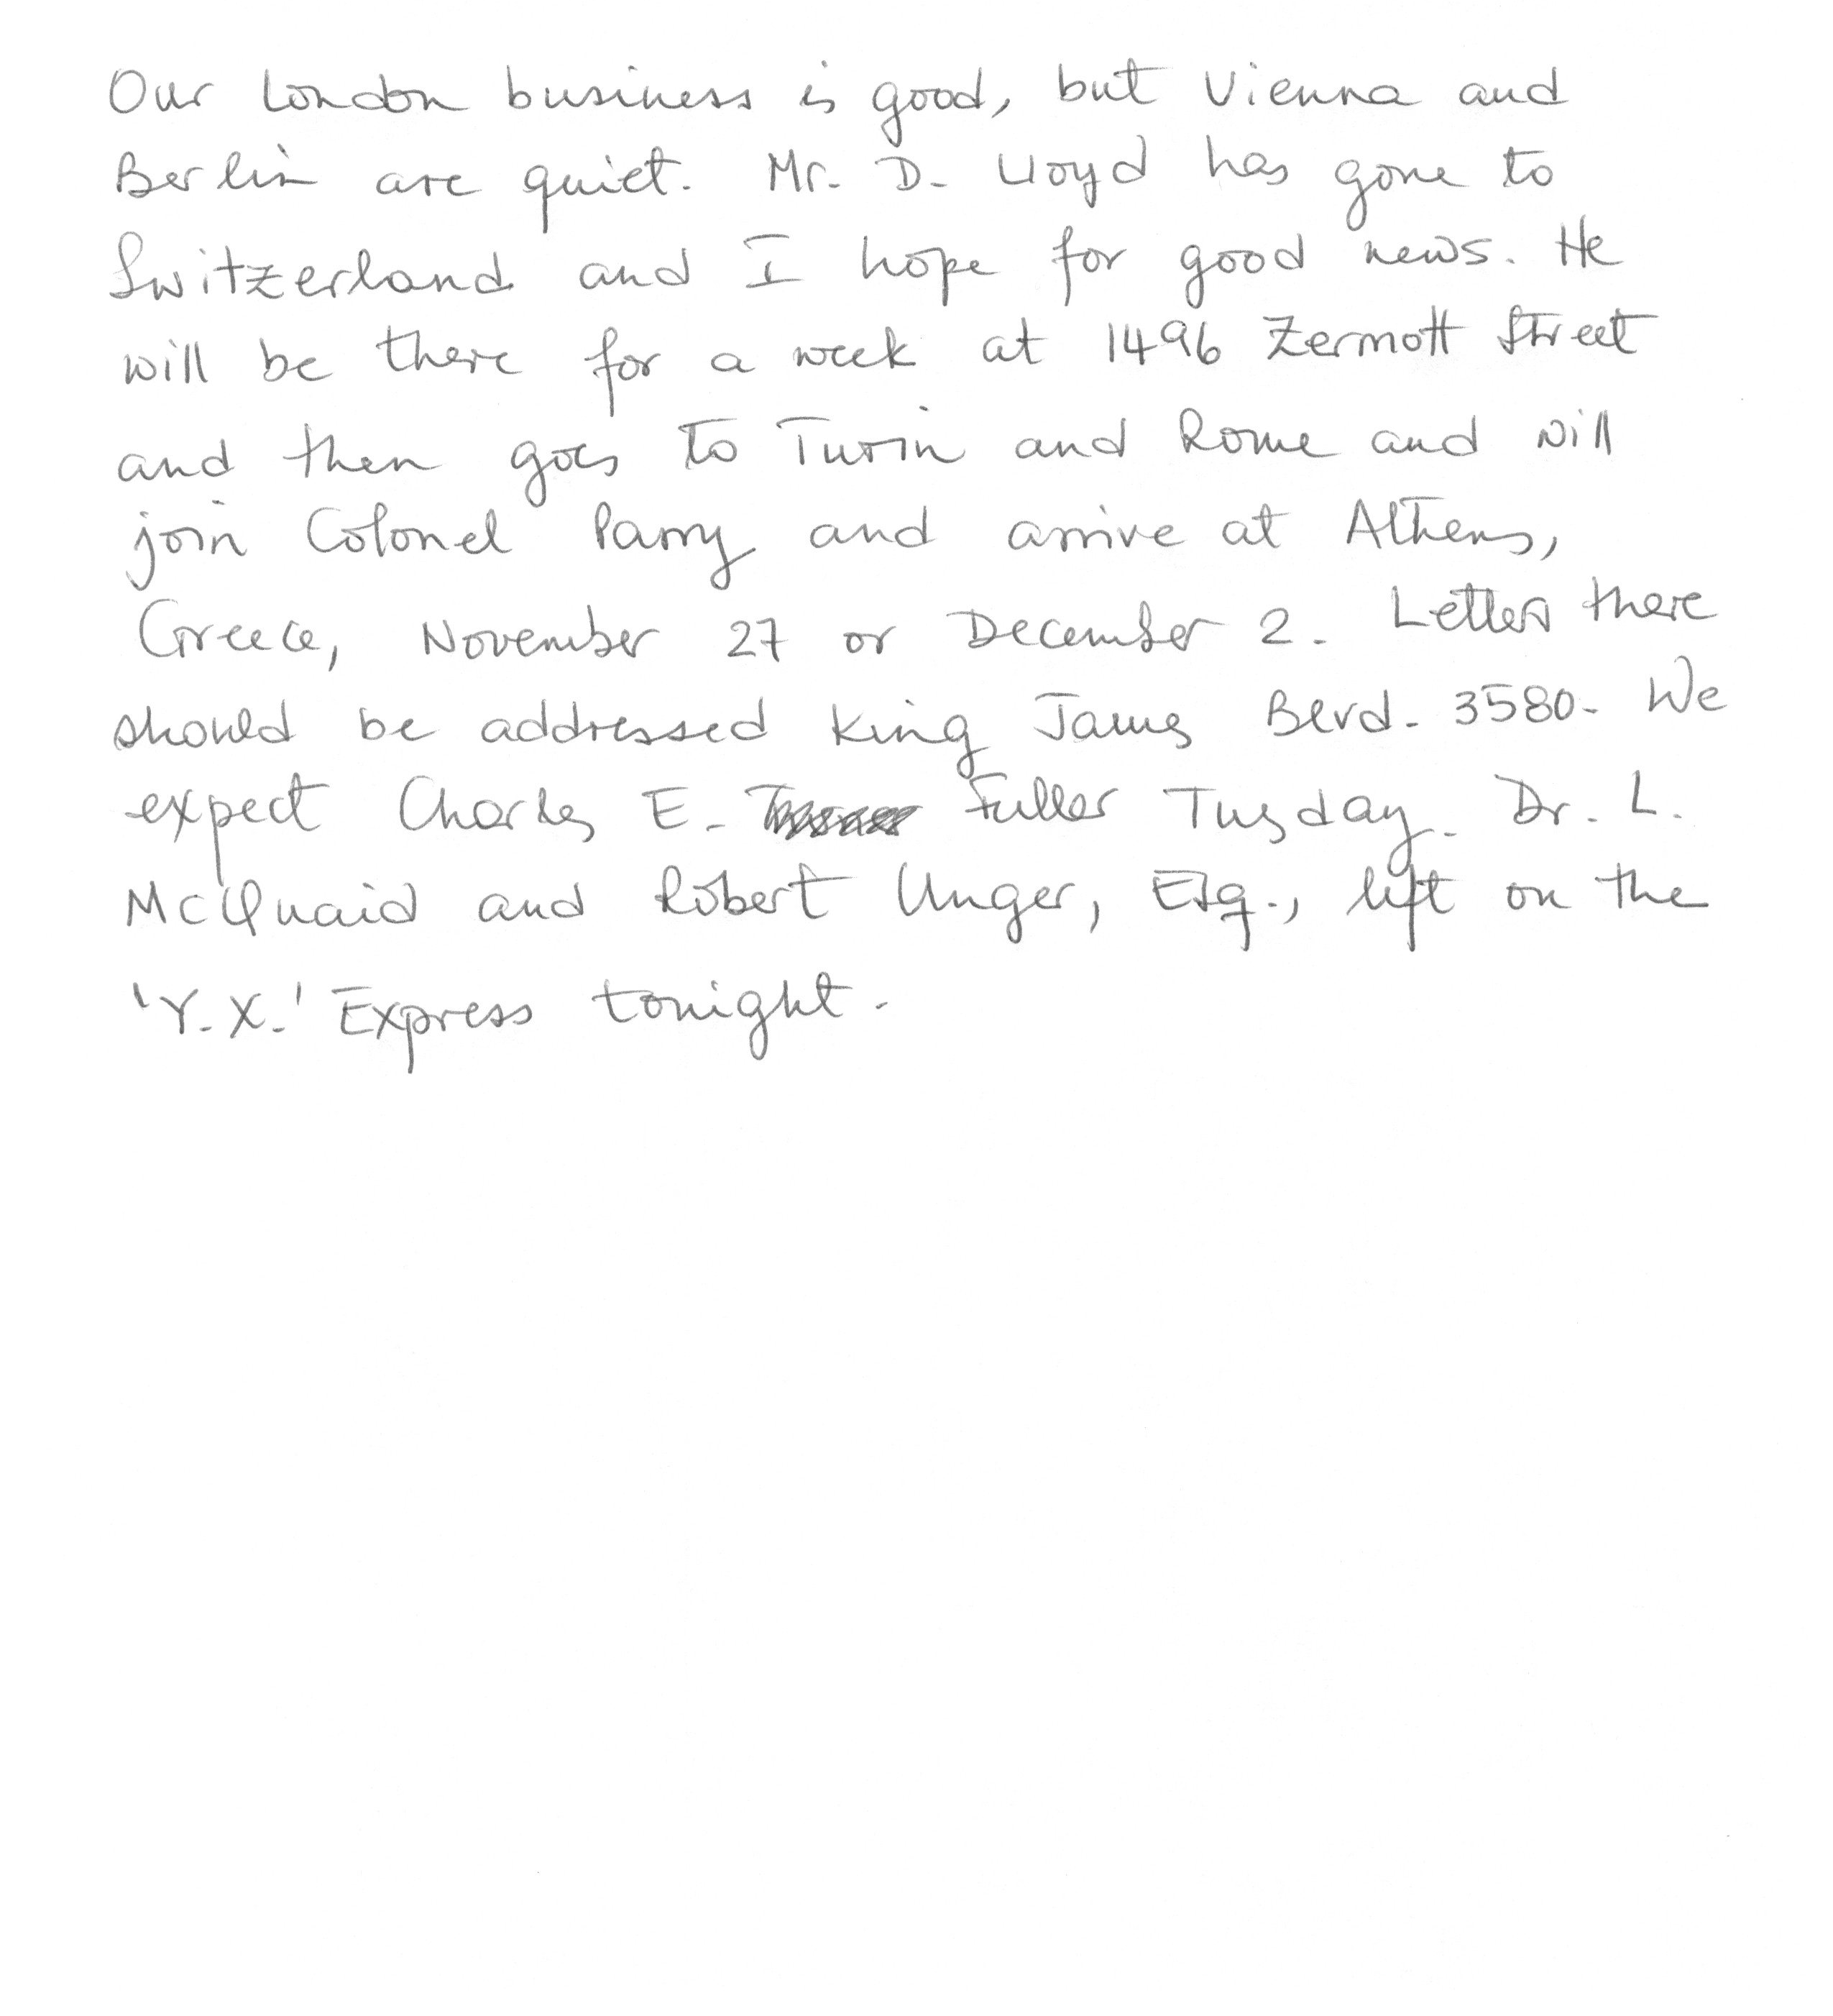 Our London business is good, but Vienna and
Berlin are quiet. Mr. D. Lloyd has gone to
Switzerland and I hope for good news. He
will be there for a week at 1496 Zermott Street
and then goes to Turin and Rome and will
join Colonel Parry and arrive at Athens,
Greece, November 27 or December 2. Letters there
should be addressed King James Blvd. 3580. We
expect Charles E. Fuller Tusday. Dr. L.
McQuaid and Robert Unger, Esq., left on the
'Y.X.' Express tonight.